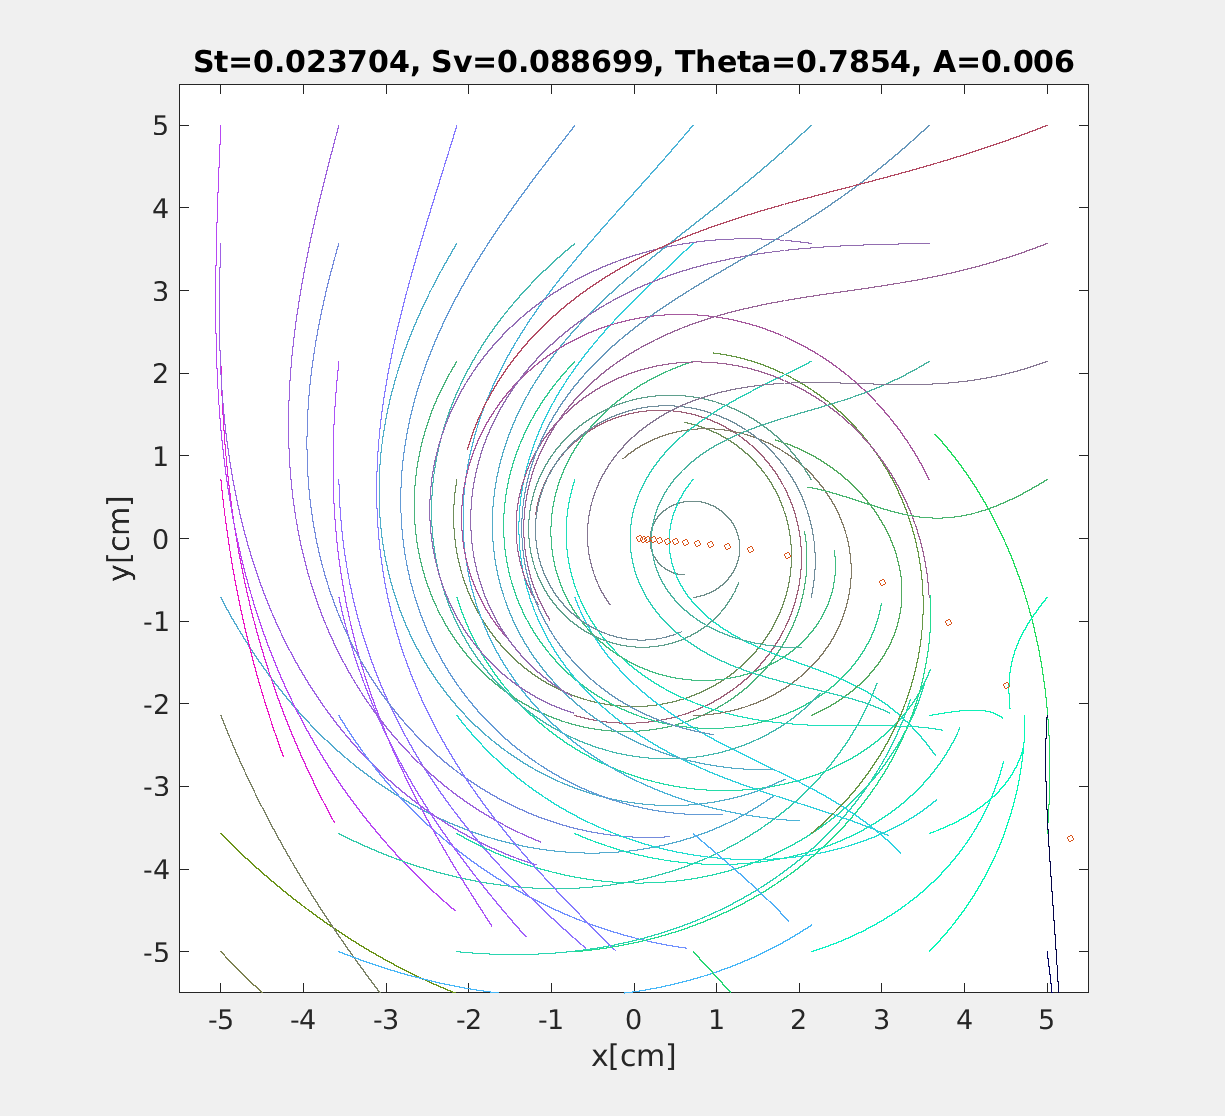 St=0.023704, Sv=0.088699, Theta=0.7854, A=0.006
5
4
3
2
1
0
-1
-2
-3
-4
-5
y[cm]
-5 -4 -3 -2 -1 0 1 2 3 4 5
x[cm]